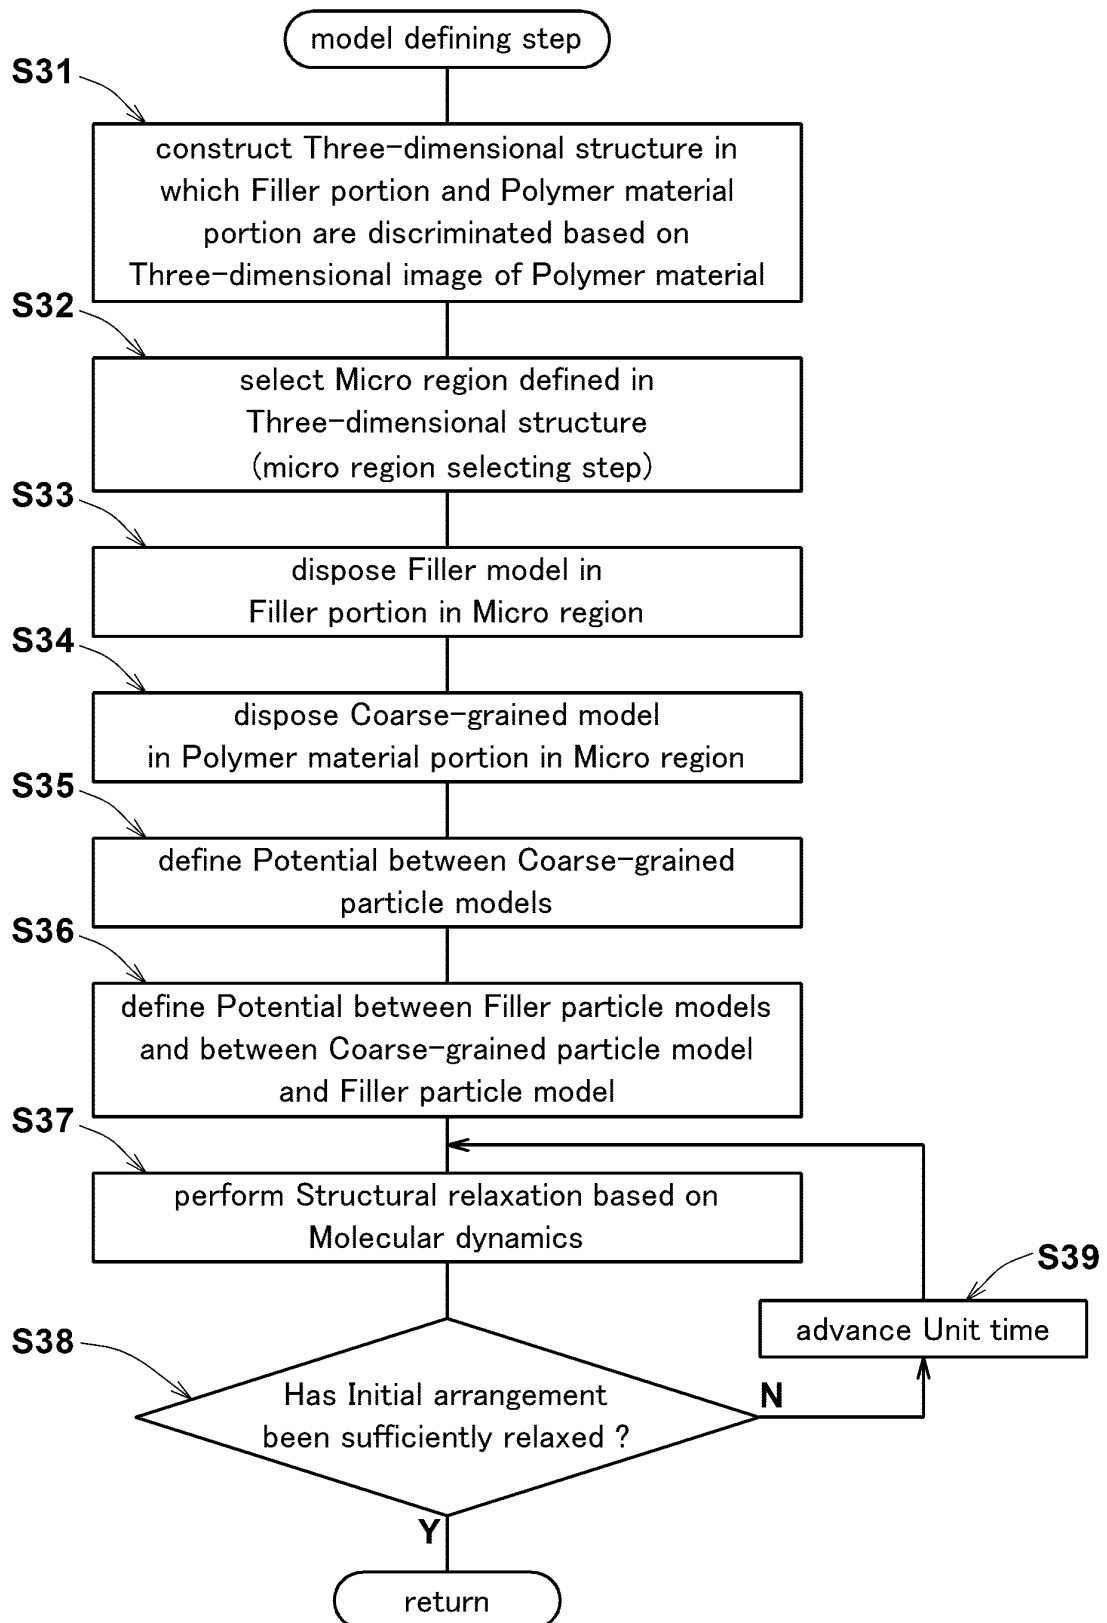 model defining step
S31
construct Three-dimensional structure in
which Filler portion and Polymer material
portion are discriminated based on
Three-dimensional image of Polymer material
S32
select Micro region defined in
Three-dimensional structure
(micro region selecting step)
S33
dispose Filler model in
Filler portion in Micro region
S34
dispose Coarse-grained model
in Polymer material portion in Micro region
S35
define Potential between Coarse-grained
particle models
S36
define Potential between Filler particle models
and between Coarse-grained particle model
and Filler particle model
S37
perform Structural relaxation based on
Molecular dynamics
S39
advance Unit time
S38
Has Initial arrangement
been sufficiently relaxed ?
N
Y
return